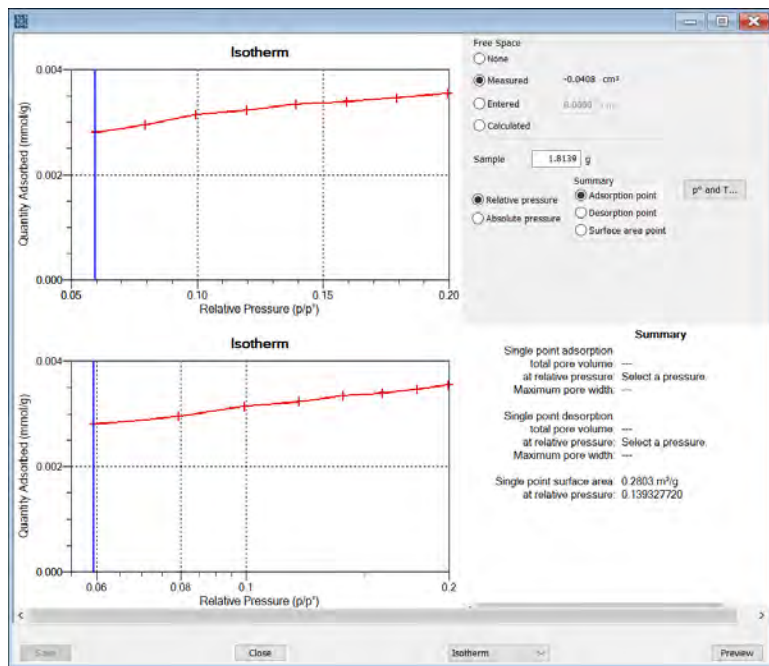 Isotherm
0.004
0.002
0.000
0.05
0.10
0.15
0.20
Quantity Adsorbed (mmol/g)
Relative Pressure (p/p°)
Isotherm
0.004
0.002
0.000
0.06
0.08
0.1
0.2
Quantity Adsorbed (mmol/g)
Relative Pressure (p/p°)
Free Space
None
Measured -0.0408 cm³
Entered 0.0000
Calculated
Sample 1.8139 g
Summary
Relative pressure
Absolute pressure
Adsorption point
Desorption point
Surface area point
p° and T...
Summary
Single point adsorption
total pore volume: ---
at relative pressure: Select a pressure.
Maximum pore width: ---
Single point desorption
total pore volume: ---
at relative pressure: Select a pressure.
Maximum pore width: ---
Single point surface area: 0.2803 m²/g
at relative pressure: 0.139327720
Save
Close
Isotherm
Preview